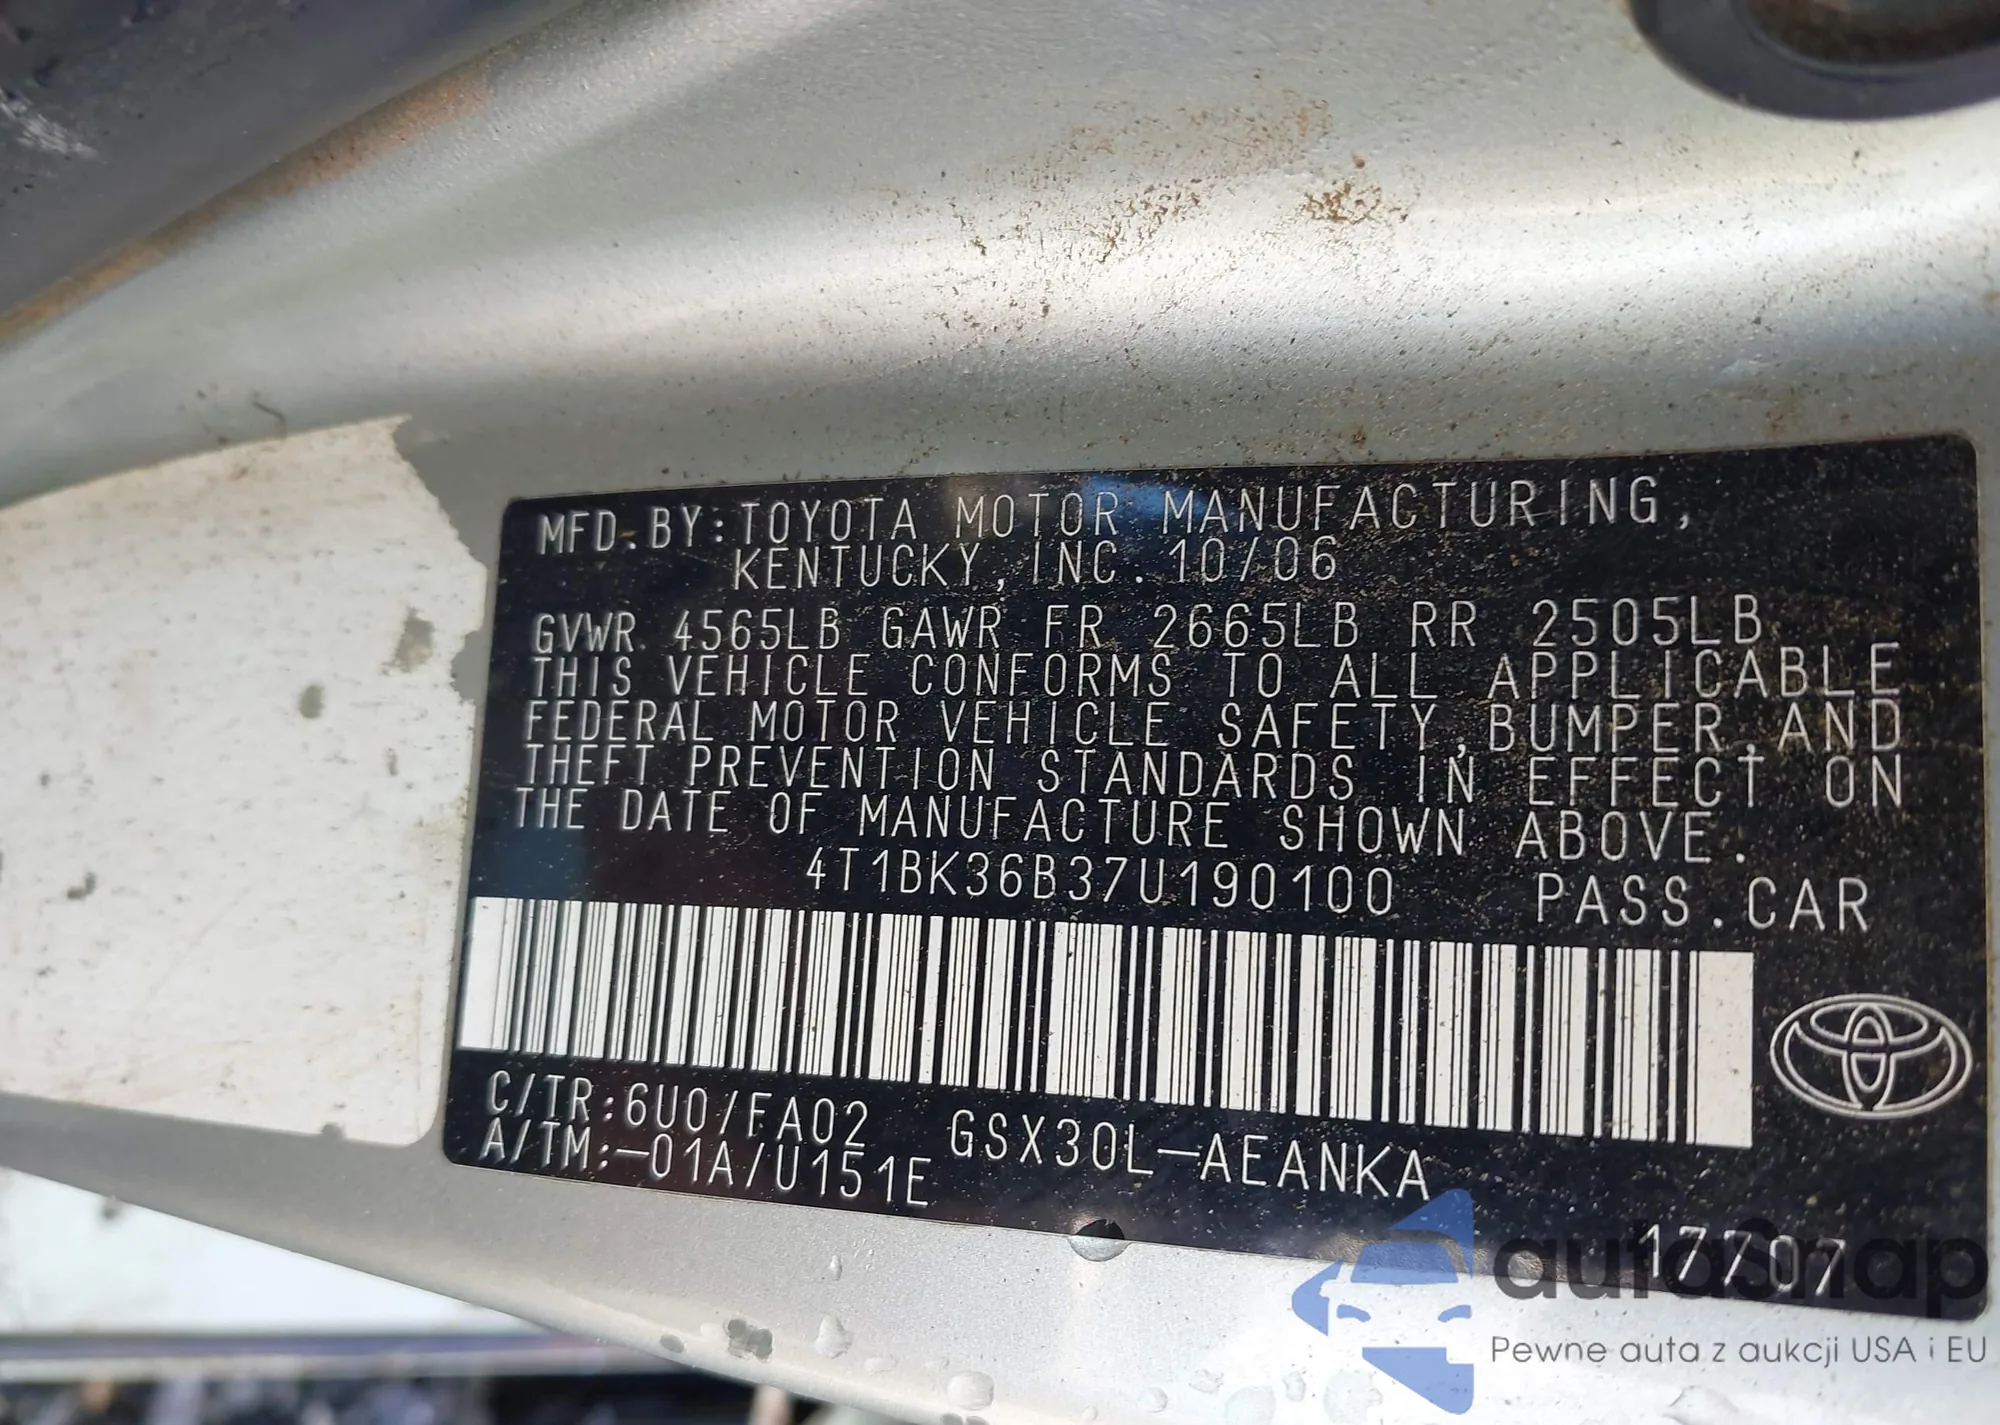 MFD.BY:TOYOTA MOTOR MANUFACTURING,
KENTUCKY, INC. 10/06
GVWR 4565LB GAWR FR 2665LB RR 2505LB
THIS VEHICLE CONFORMS TO ALL APPLICABLE
FEDERAL MOTOR VEHICLE SAFETY,BUMPER,AND
THEFT PREVENTION STANDARDS IN EFFECT ON
THE DATE OF MANUFACTURE SHOWN ABOVE.
4T1BK36B37U190100 PASS.CAR
C/TR:6U0/FA02 GSX30L-AEANKA
A/TM:-01A/U151E
17707
autosnap
Pewne auta z aukcji USA i EU